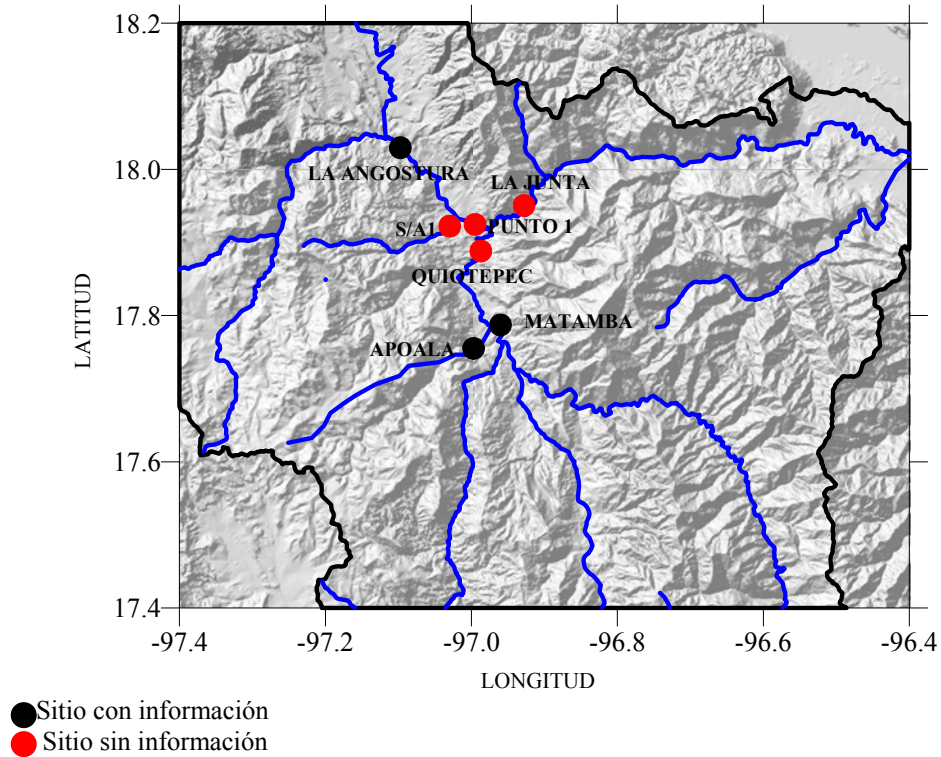 18.2
18.0
LA ANGOSTURA
LA JUNTA
S/A1
PUNTO 1
QUIOTEPEC
17.8
MATAMBA
APOALA
LATITUD
17.6
17.4
-97.4
-97.2
-97.0
-96.8
-96.6
-96.4
LONGITUD
Sitio con información
Sitio sin información